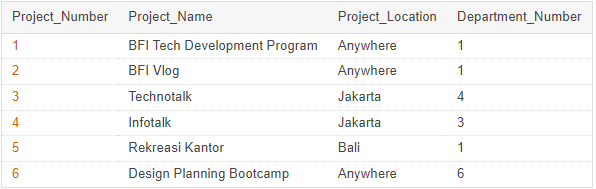 Project_Number Project_Name Project_Location Department_Number
1 BFI Tech Development Program Anywhere 1
2 BFI Vlog Anywhere 1
3 Technotalk Jakarta 4
4 Infotalk Jakarta 3
5 Rekreasi Kantor Bali 1
6 Design Planning Bootcamp Anywhere 6